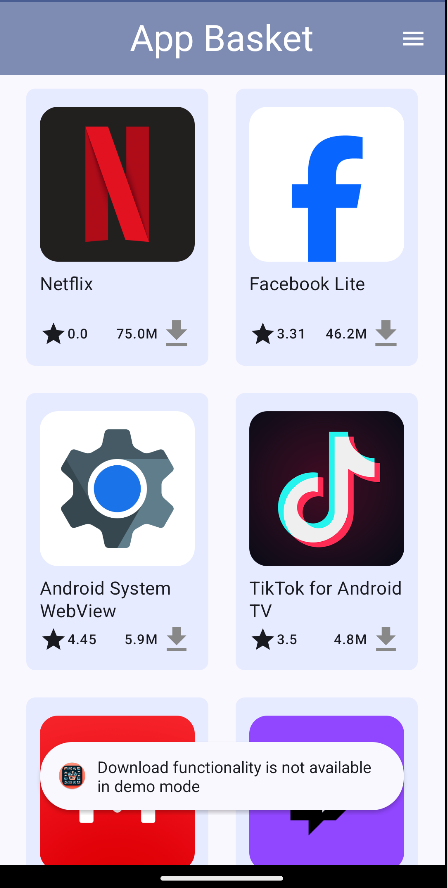 App Basket
Netflix
0.0 75.0M
Facebook Lite
3.31 46.2M
Android System
WebView
4.45 5.9M
TikTok for Android
TV
3.5 4.8M
Download functionality is not available
in demo mode